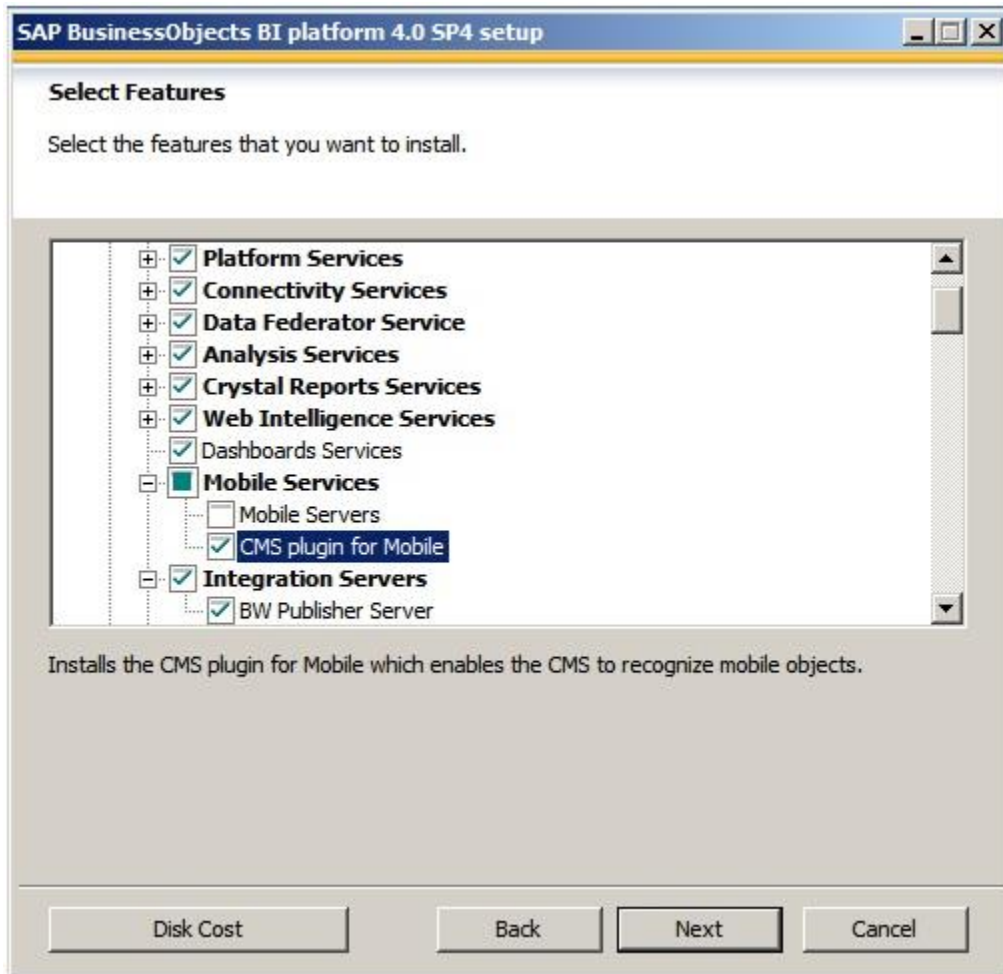 SAP BusinessObjects BI platform 4.0 SP4 setup
Select Features
Select the features that you want to install.
Platform Services
Connectivity Services
Data Federator Service
Analysis Services
Crystal Reports Services
Web Intelligence Services
Dashboards Services
Mobile Services
Mobile Servers
CMS plugin for Mobile
Integration Servers
BW Publisher Server
Installs the CMS plugin for Mobile which enables the CMS to recognize mobile objects.
Disk Cost Back Next Cancel